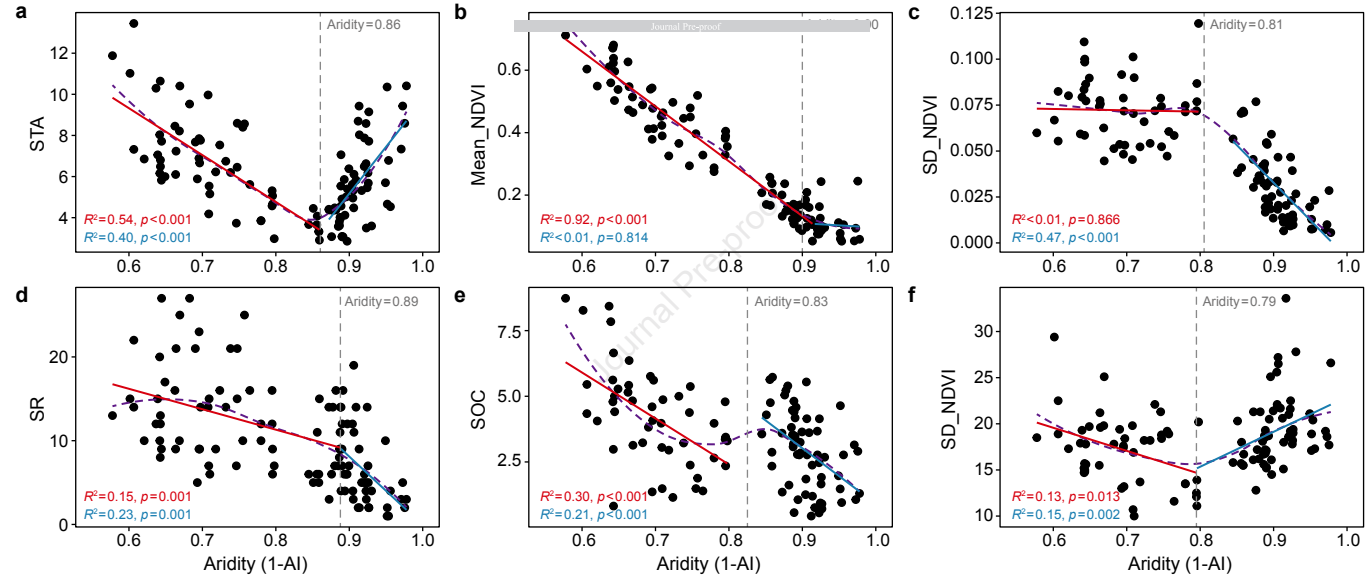 a
Aridity=0.86
12
10
8
6
4
STA
R²=0.54, p<0.001
R²=0.40, p<0.001
0.6 0.7 0.8 0.9 1.0
b
Journal Pre-proof
0.6
0.4
0.2
Mean_NDVI
R²=0.92, p<0.001
R²<0.01, p=0.814
0.6 0.7 0.8 0.9 1.0
c
Aridity=0.81
0.125
0.100
0.075
0.050
0.025
0.000
SD_NDVI
R²<0.01, p=0.866
R²=0.47, p<0.001
0.6 0.7 0.8 0.9 1.0
d
Aridity=0.89
20
10
0
SR
R²=0.15, p=0.001
R²=0.23, p=0.001
0.6 0.7 0.8 0.9 1.0
Aridity (1-AI)
e
Aridity=0.83
7.5
5.0
2.5
SOC
R²=0.30, p<0.001
R²=0.21, p<0.001
0.6 0.7 0.8 0.9 1.0
Aridity (1-AI)
f
Aridity=0.79
30
25
20
15
10
SD_NDVI
R²=0.13, p=0.013
R²=0.15, p=0.002
0.6 0.7 0.8 0.9 1.0
Aridity (1-AI)
Journal Pre-proof